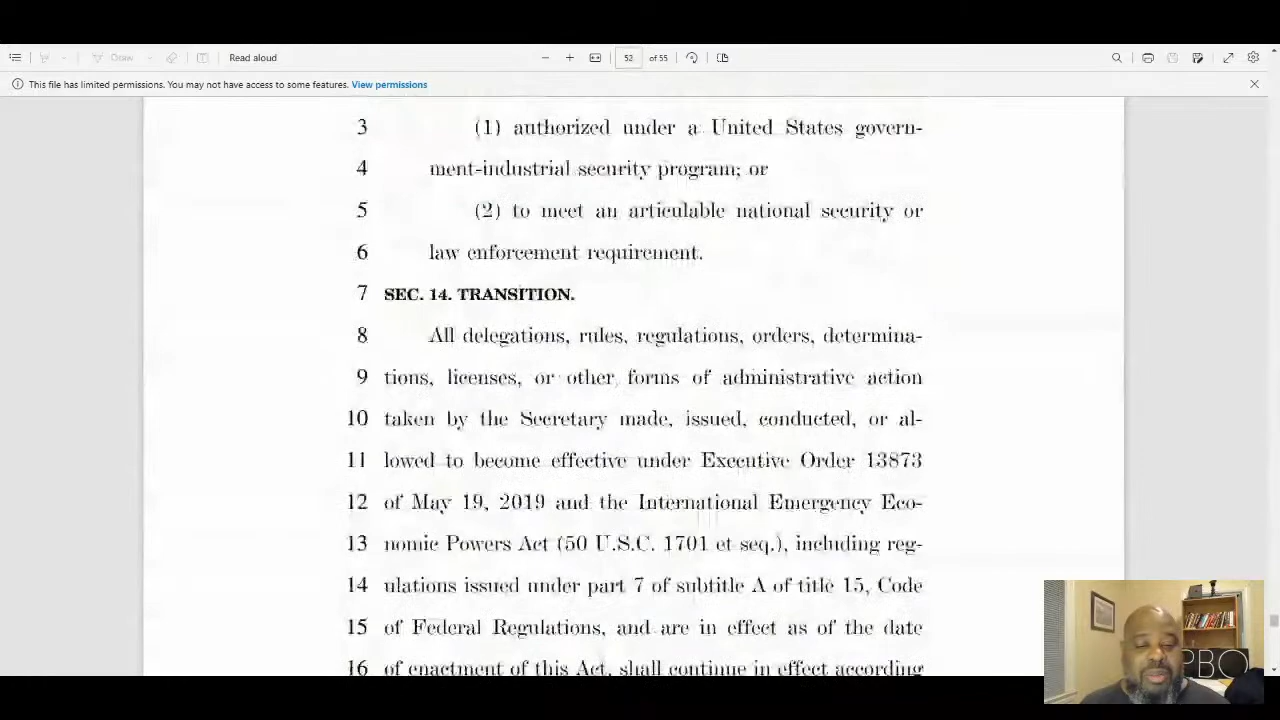 Draw
Read aloud
52 of 55
This file has limited permissions. You may not have access to some features. View permissions
3 (1) authorized under a United States govern-
4 ment-industrial security program; or
5 (2) to meet an articulable national security or
6 law enforcement requirement.
7 SEC. 14. TRANSITION.
8 All delegations, rules, regulations, orders, determina-
9 tions, licenses, or other forms of administrative action
10 taken by the Secretary made, issued, conducted, or al-
11 lowed to become effective under Executive Order 13873
12 of May 19, 2019 and the International Emergency Eco-
13 nomic Powers Act (50 U.S.C. 1701 et seq.), including reg-
14 ulations issued under part 7 of subtitle A of title 15, Code
15 of Federal Regulations, and are in effect as of the date
16 of enactment of this Act, shall continue in effect according
PBO